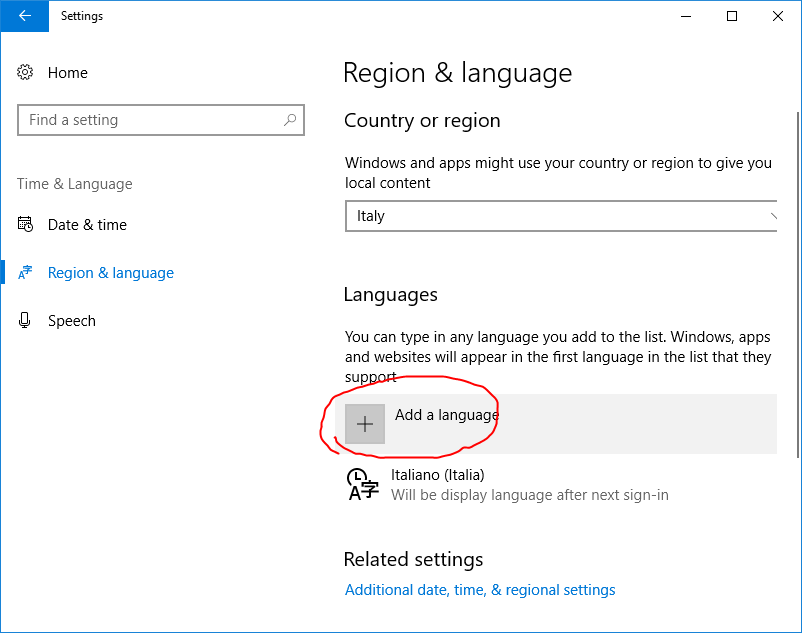 Settings
Home
Find a setting
Time & Language
Date & time
Region & language
Speech
Region & language
Country or region
Windows and apps might use your country or region to give you
local content
Italy
Languages
You can type in any language you add to the list. Windows, apps
and websites will appear in the first language in the list that they
support
Add a language
Italiano (Italia)
Will be display language after next sign-in
Related settings
Additional date, time, & regional settings